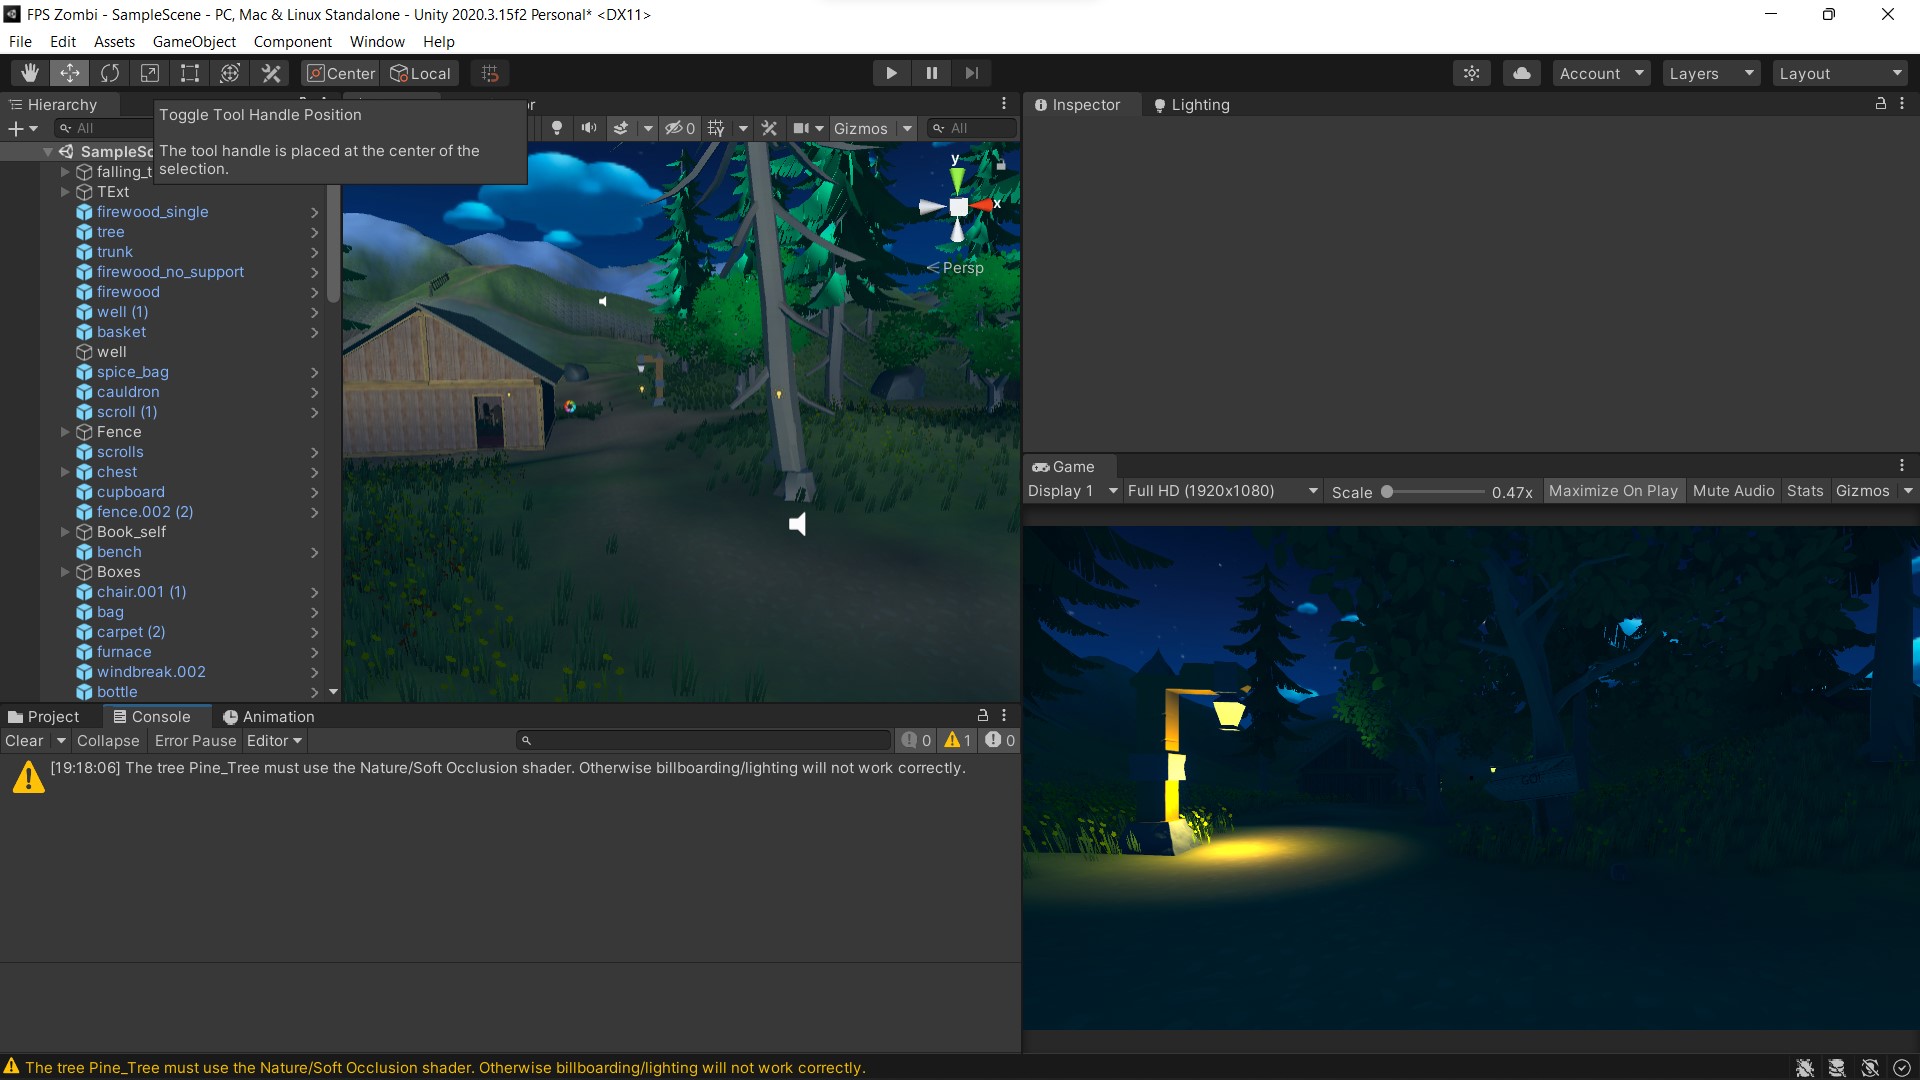 FPS Zombi - SampleScene - PC, Mac & Linux Standalone - Unity 2020.3.15f2 Personal* <DX11>
File Edit Assets GameObject Component Window Help
Center Local Account Layers Layout
Hierarchy
All
Toggle Tool Handle Position
The tool handle is placed at the center of the
selection.
or
0 Gizmos All
SampleSc
falling_t
TExt
firewood_single
tree
trunk
firewood_no_support
firewood
well (1)
basket
well
spice_bag
cauldron
scroll (1)
Fence
scrolls
chest
cupboard
fence.002 (2)
Book_self
bench
Boxes
chair.001 (1)
bag
carpet (2)
furnace
windbreak.002
bottle
y
x
Persp
Inspector Lighting
Game
Display 1 Full HD (1920x1080) Scale 0.47x Maximize On Play Mute Audio Stats Gizmos
Project Console Animation
Clear Collapse Error Pause Editor 0 1 0
[19:18:06] The tree Pine_Tree must use the Nature/Soft Occlusion shader. Otherwise billboarding/lighting will not work correctly.
The tree Pine_Tree must use the Nature/Soft Occlusion shader. Otherwise billboarding/lighting will not work correctly.